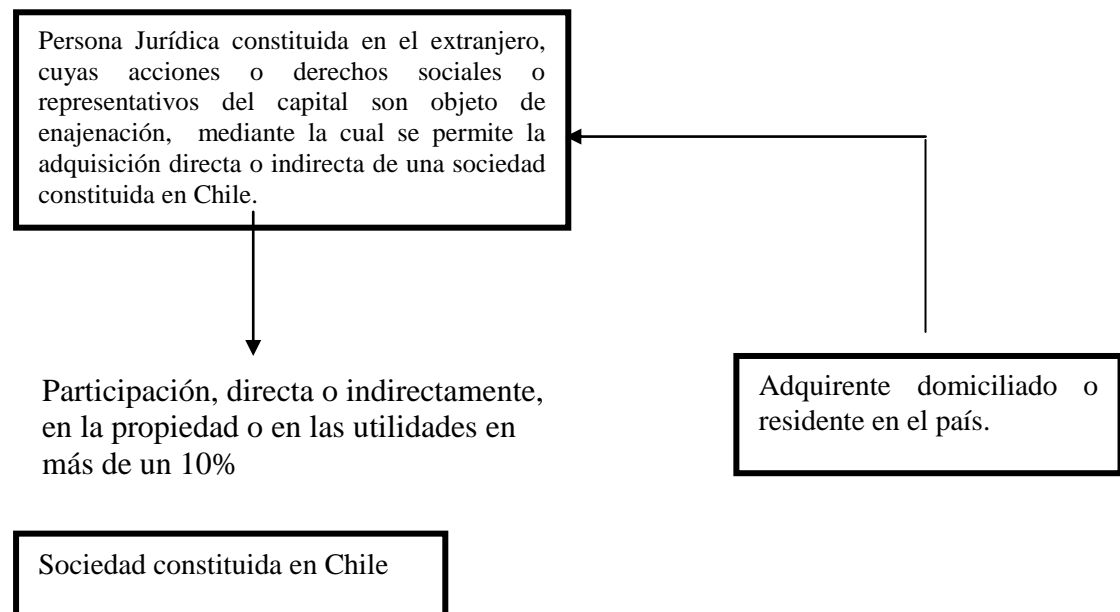 Persona Jurídica constituida en el extranjero,
cuyas acciones o derechos sociales o
representativos del capital son objeto de
enajenación, mediante la cual se permite la
adquisición directa o indirecta de una sociedad
constituida en Chile.
Participación, directa o indirectamente,
en la propiedad o en las utilidades en
más de un 10%
Adquirente domiciliado o
residente en el país.
Sociedad constituida en Chile